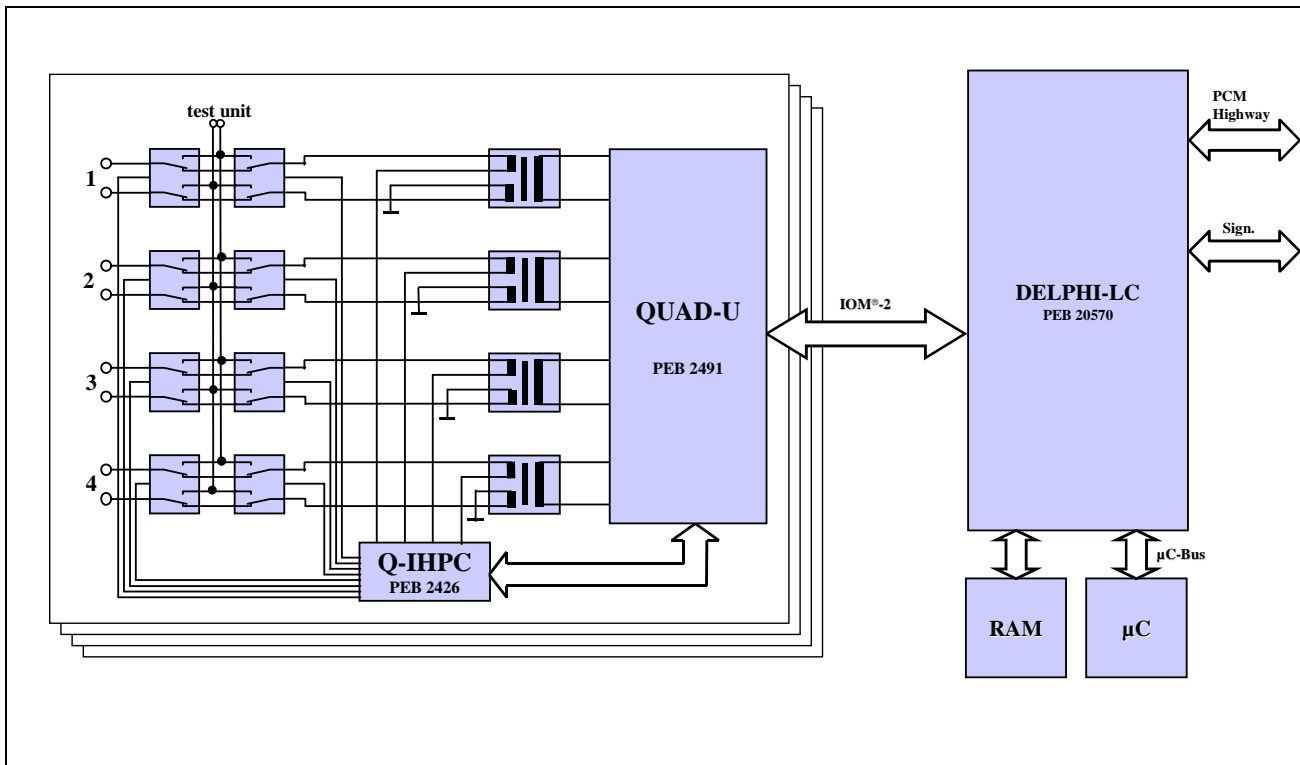 test unit
1
2
3
4
QUAD-U
PEB 2491
Q-IHPC
PEB 2426
IOM®-2
DELPHI-LC
PEB 20570
PCM
Highway
Sign.
µC-Bus
RAM
µC